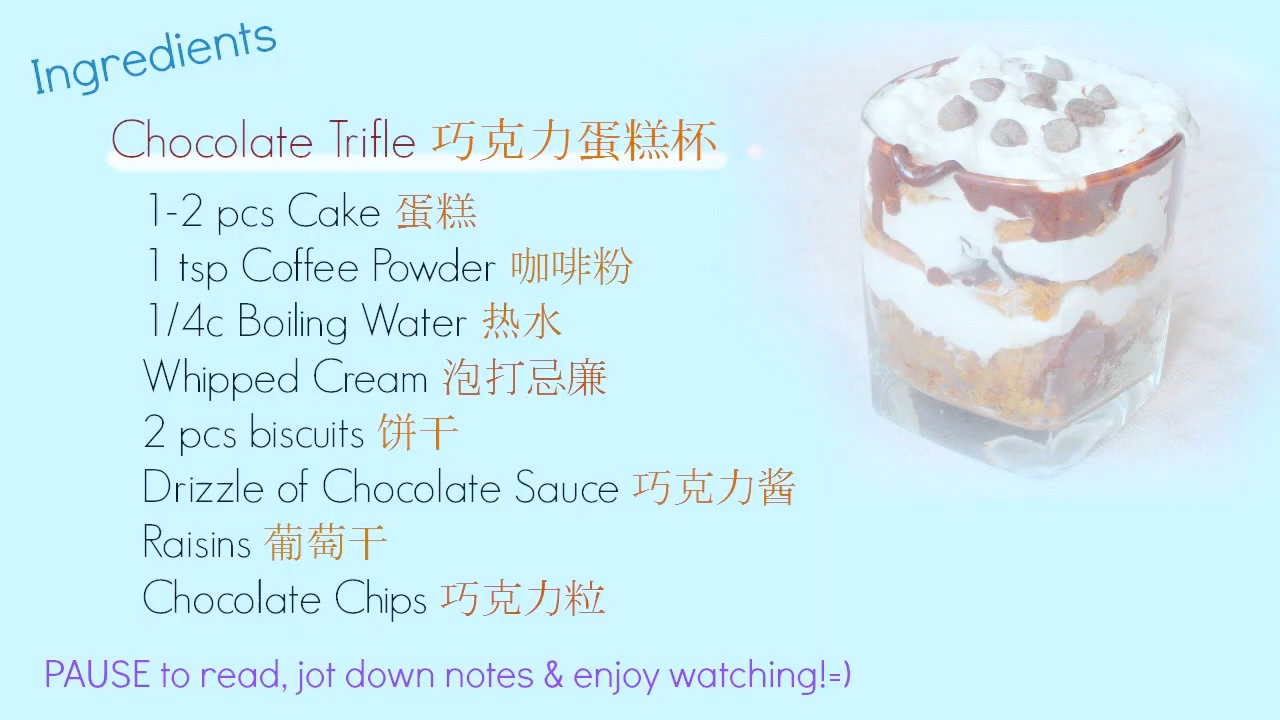 Ingredients
Chocolate Trifle 巧克力蛋糕杯
1-2 pcs Cake 蛋糕
1 tsp Coffee Powder 咖啡粉
1/4c Boiling Water 热水
Whipped Cream 泡打忌廉
2 pcs biscuits 饼干
Drizzle of Chocolate Sauce 巧克力酱
Raisins 葡萄干
Chocolate Chips 巧克力粒
PAUSE to read, jot down notes & enjoy watching!=)